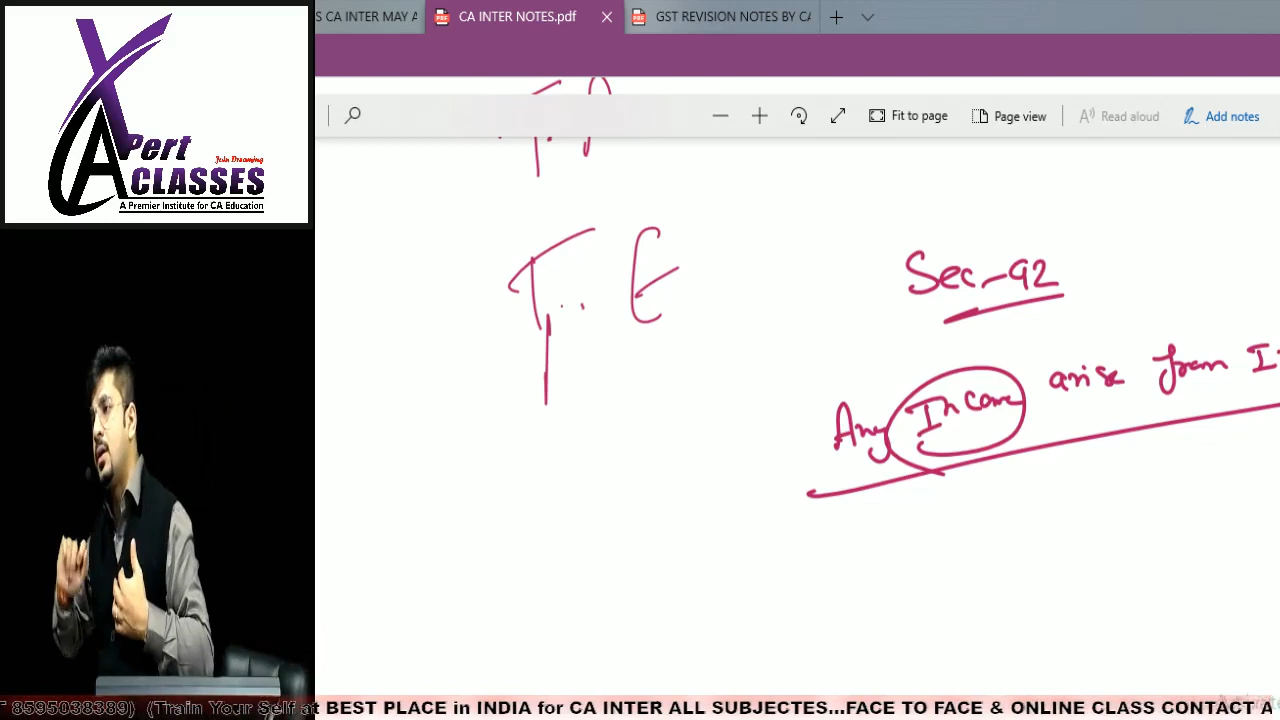 S CA INTER MAY A
CA INTER NOTES.pdf
GST REVISION NOTES BY CA
XPert
Join Dreaming
CLASSES
A Premier Institute for CA Education
Fit to page
Page view
Read aloud
Add notes
T. E
Sec-92
Any Income arise from I
T 8595038389) (Train Your Self at BEST PLACE in INDIA for CA INTER ALL SUBJECTES...FACE TO FACE & ONLINE CLASS CONTACT A